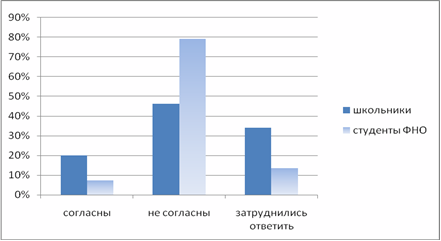 90%
80%
70%
60%
50%
40%
30%
20%
10%
0%
согласны
не согласны
затруднились
ответить
школьники
студенты ФНО